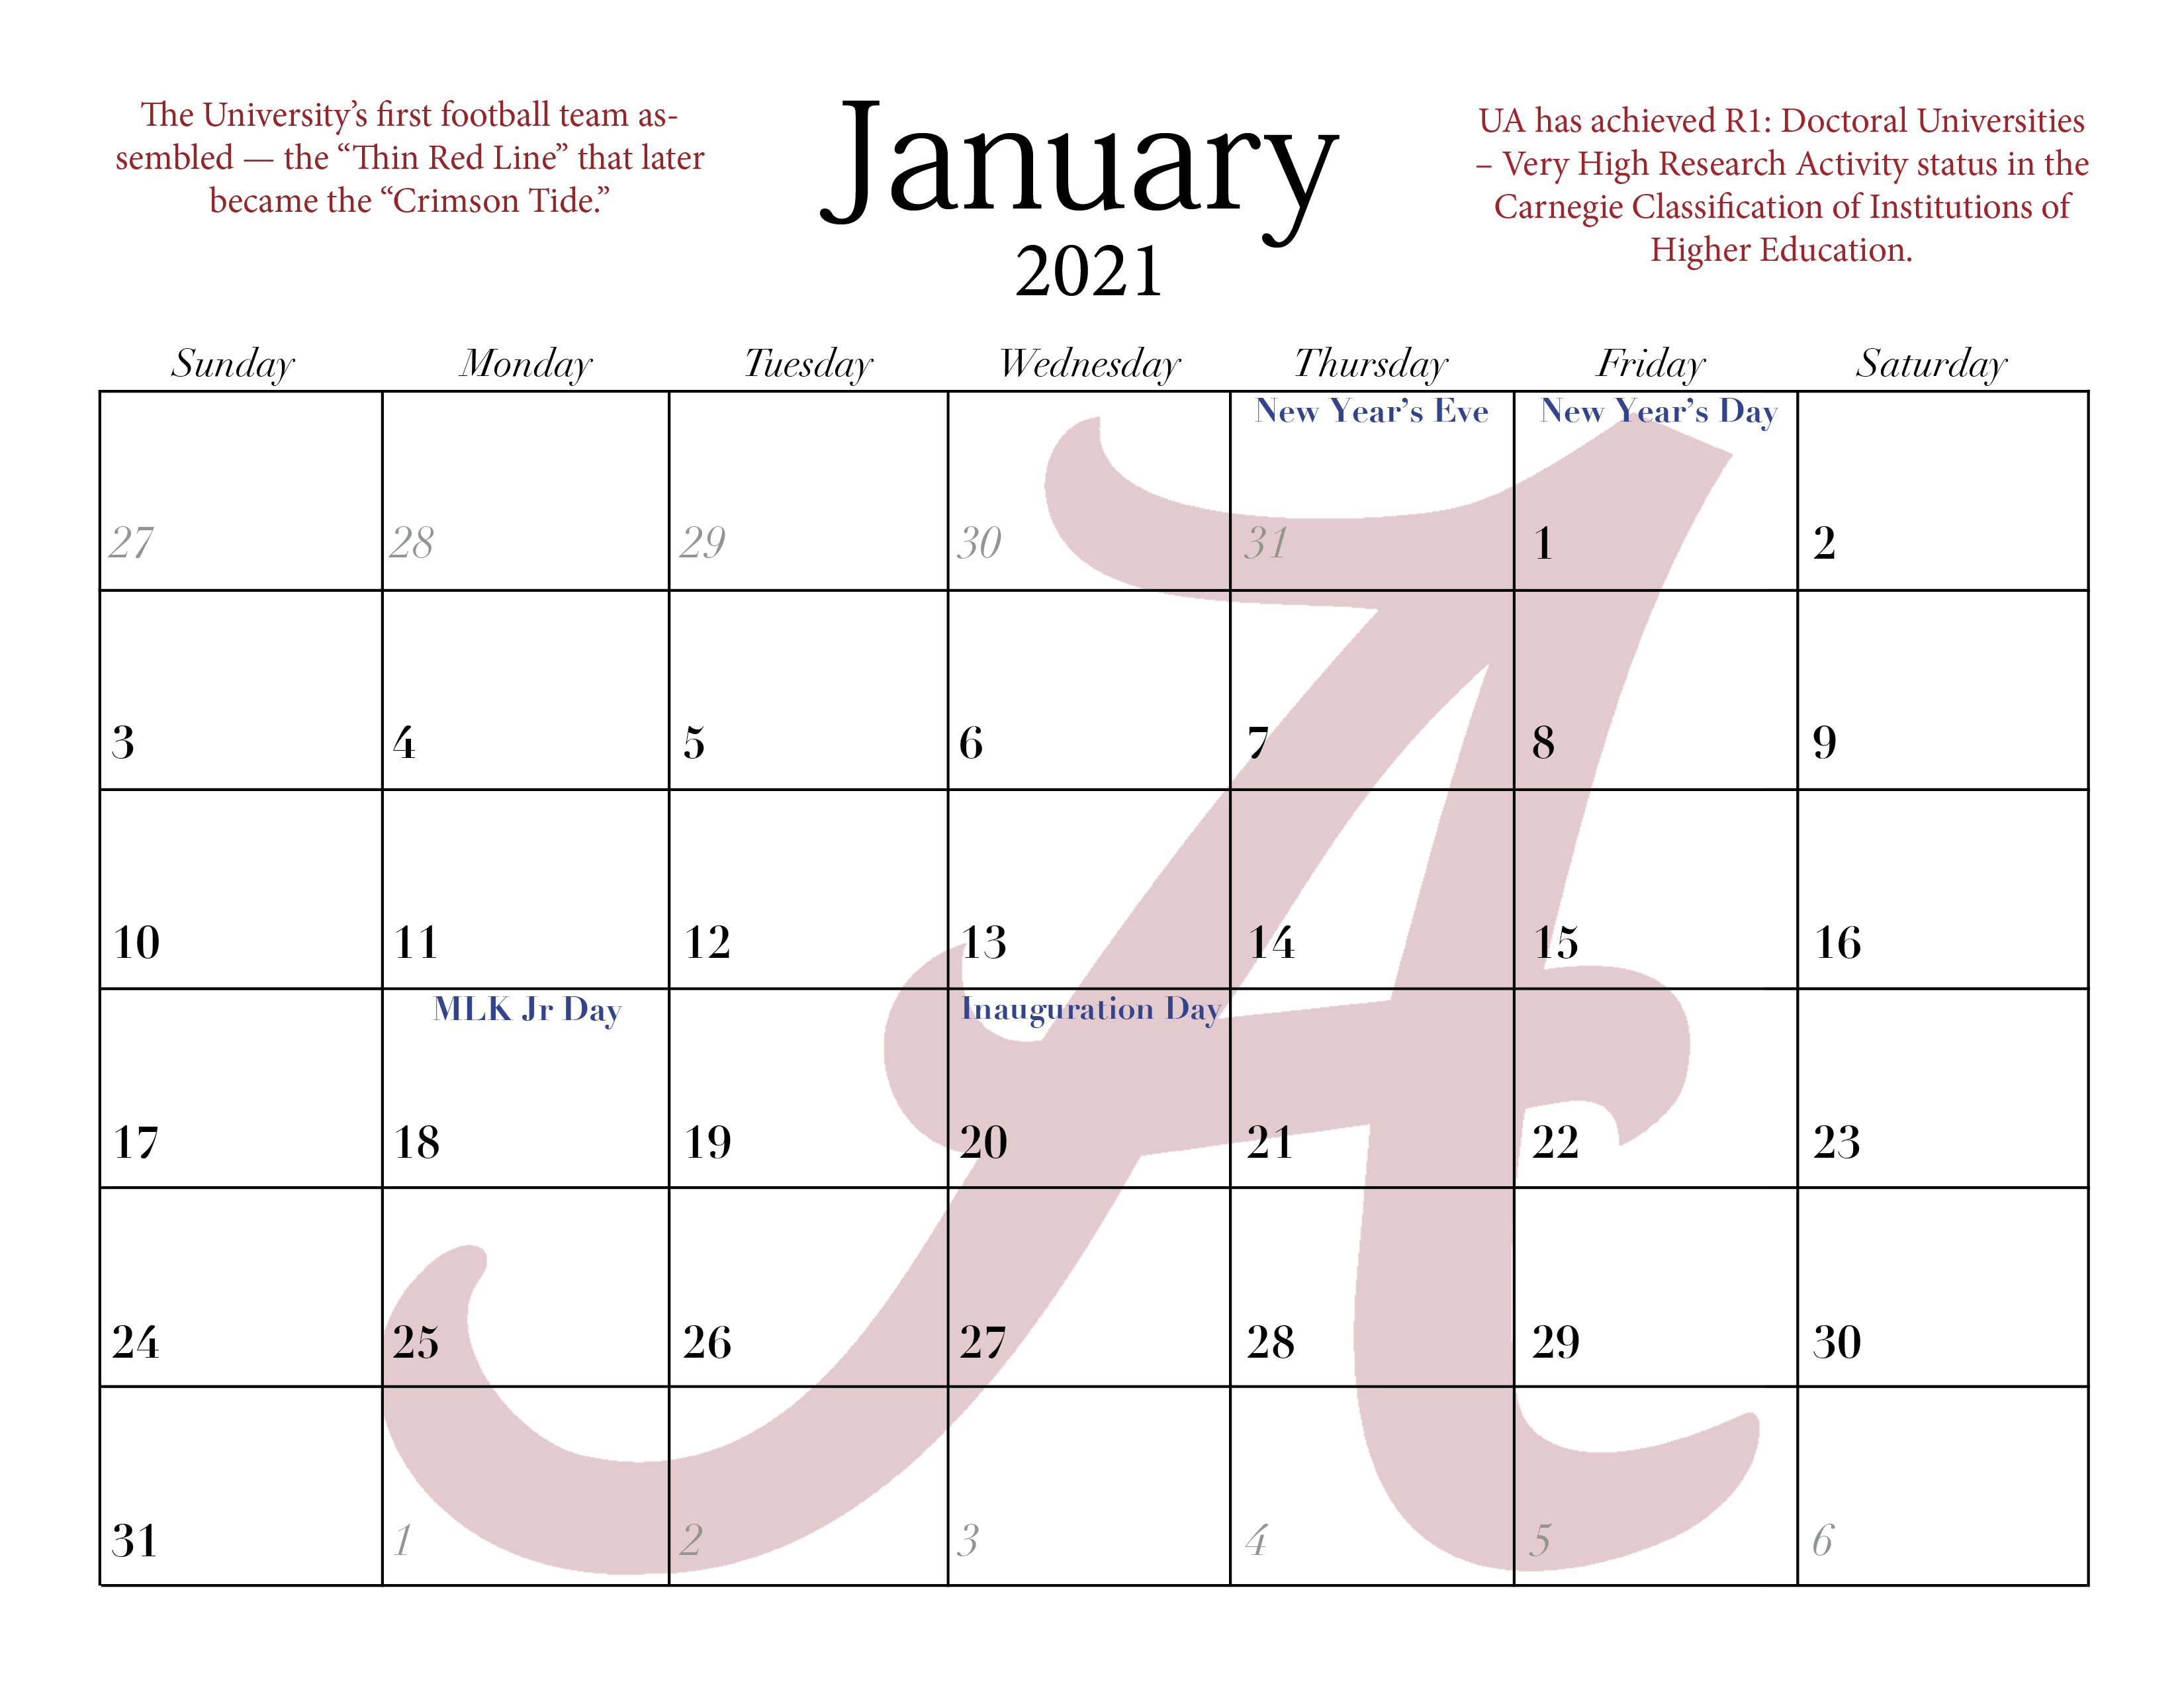 The University’s first football team as-
sembled — the “Thin Red Line” that later
became the “Crimson Tide.”
January
2021
UA has achieved R1: Doctoral Universities
– Very High Research Activity status in the
Carnegie Classification of Institutions of
Higher Education.
Sunday Monday Tuesday Wednesday Thursday Friday Saturday
New Year’s Eve New Year’s Day
27 28 29 30 31 1 2
3 4 5 6 7 8 9
10 11 12 13 14 15 16
MLK Jr Day Inauguration Day
17 18 19 20 21 22 23
24 25 26 27 28 29 30
31 1 2 3 4 5 6